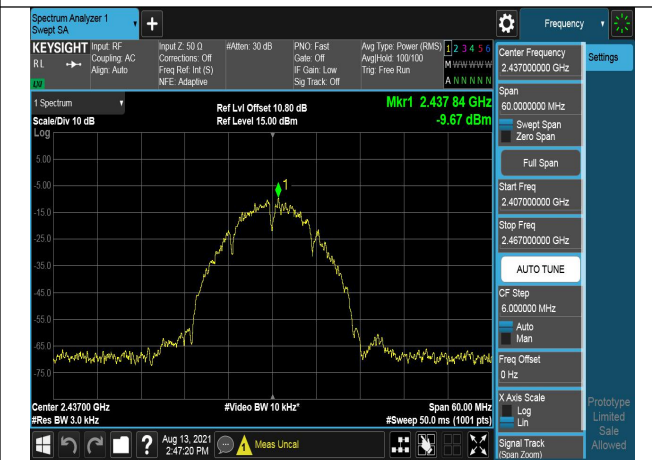 Spectrum Analyzer 1
Swept SA
+
Frequency
KEYSIGHT
RL
LXI
Input: RF
Coupling: AC
Align: Auto
Input Z: 50 Ω
Corrections: Off
Freq Ref: Int (S)
NFE: Adaptive
#Atten: 30 dB
PNO: Fast
Gate: Off
IF Gain: Low
Sig Track: Off
Avg Type: Power (RMS)
Avg|Hold: 100/100
Trig: Free Run
1 2 3 4 5 6
M W W W W W
A N N N N N
1 Spectrum
Scale/Div 10 dB
Log
Ref Lvl Offset 10.80 dB
Ref Level 15.00 dBm
Mkr1 2.437 84 GHz
-9.67 dBm
1
5.00
-5.00
-15.0
-25.0
-35.0
-45.0
-55.0
-65.0
-75.0
Center 2.43700 GHz
#Res BW 3.0 kHz
#Video BW 10 kHz*
Span 60.00 MHz
#Sweep 50.0 ms (1001 pts)
Center Frequency
2.437000000 GHz
Settings
Span
60.0000000 MHz
Swept Span
Zero Span
Full Span
Start Freq
2.407000000 GHz
Stop Freq
2.467000000 GHz
AUTO TUNE
CF Step
6.000000 MHz
Auto
Man
Freq Offset
0 Hz
X Axis Scale
Log
Lin
Signal Track
(Span Zoom)
Prototype
Limited
Sale
Allowed
?
Aug 13, 2021
2:47:20 PM
Meas Uncal